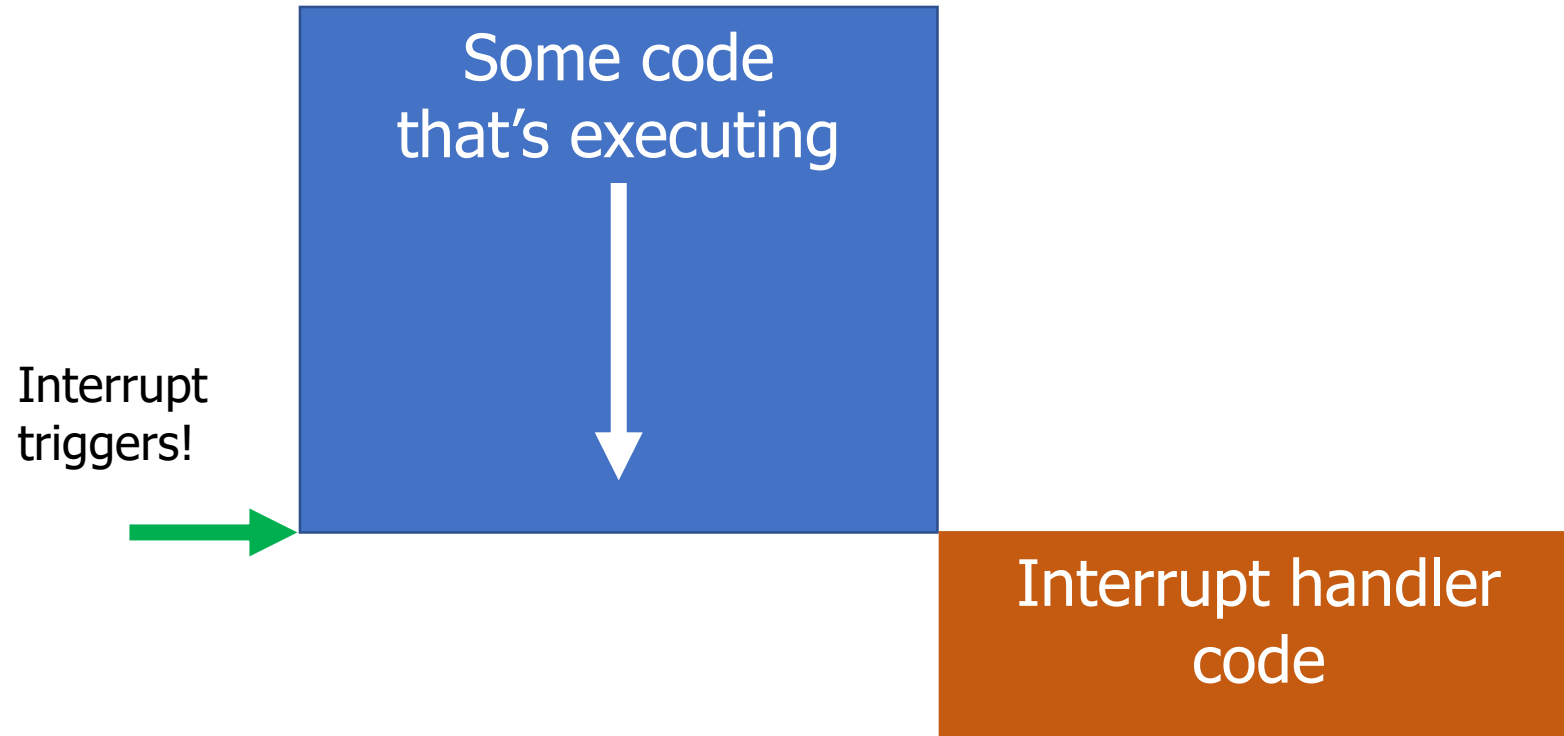 Some code
that’s executing
Interrupt
triggers!
Interrupt handler
code